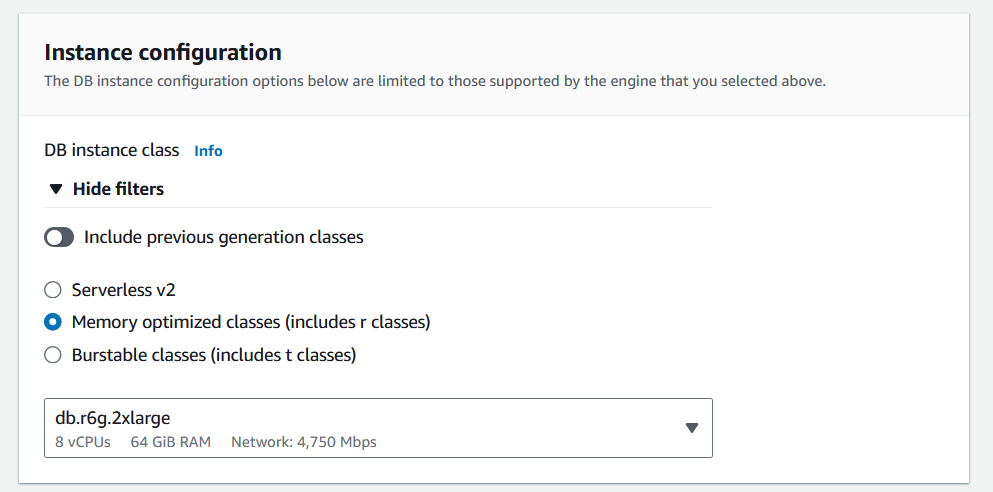 Instance configuration
The DB instance configuration options below are limited to those supported by the engine that you selected above.
DB instance class Info
Hide filters
Include previous generation classes
Serverless v2
Memory optimized classes (includes r classes)
Burstable classes (includes t classes)
db.r6g.2xlarge
8 vCPUs 64 GiB RAM Network: 4,750 Mbps